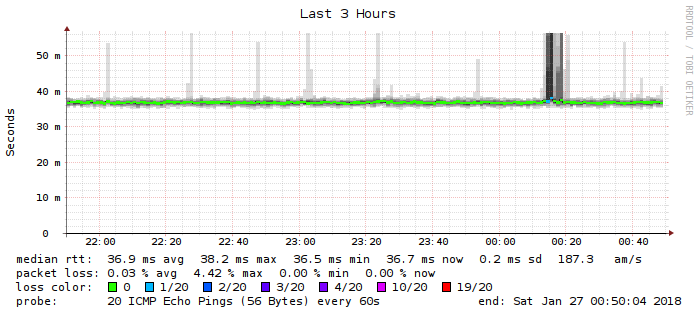 Last 3 Hours
RRDTOOL / TOBI OETIKER
Seconds
50 m
40 m
30 m
20 m
10 m
0
22:00 22:20 22:40 23:00 23:20 23:40 00:00 00:20 00:40
median rtt: 36.9 ms avg 38.2 ms max 36.5 ms min 36.7 ms now 0.2 ms sd 187.3 am/s
packet loss: 0.03 % avg 4.42 % max 0.00 % min 0.00 % now
loss color: 0 1/20 2/20 3/20 4/20 10/20 19/20
probe: 20 ICMP Echo Pings (56 Bytes) every 60s end: Sat Jan 27 00:50:04 2018